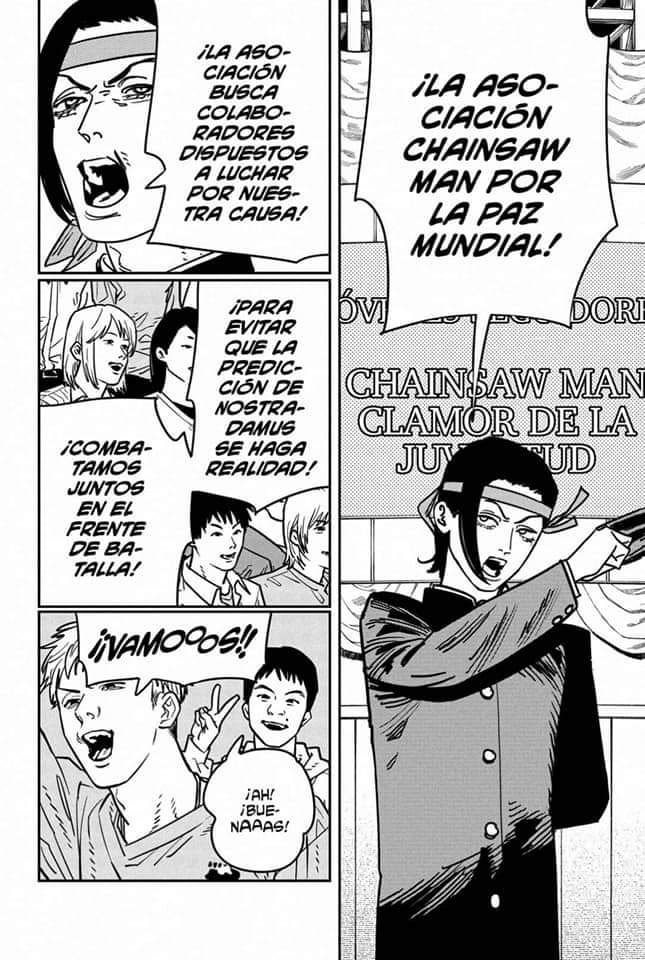 ¡LA ASO-
CIACIÓN
CHAINSAW
MAN POR
LA PAZ
MUNDIAL!
CHAINSAW MAN
CLAMOR DE LA
¡LA ASO-
CIACIÓN
BUSCA
COLABO-
RADORES
DISPUESTOS
A LUCHAR
POR NUES-
TRA CAUSA!
¡PARA
EVITAR
QUE LA
PREDIC-
CIÓN DE
NOSTRA-
DAMUS
SE HAGA
REALIDAD!
¡COMBA-
TAMOS
JUNTOS
EN EL
FRENTE
DE BA-
TALLA!
¡¡VAMOOOS!!
¡AH!
¡BUE-
NAAAS!